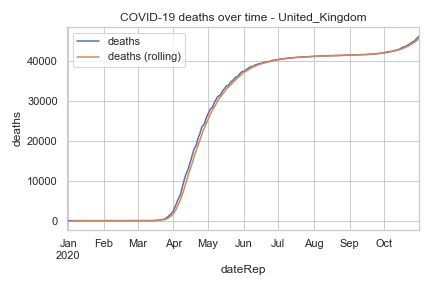 COVID-19 deaths over time - United_Kingdom
deaths
deaths (rolling)
deaths
40000
30000
20000
10000
0
Jan Feb Mar Apr May Jun Jul Aug Sep Oct
2020
dateRep